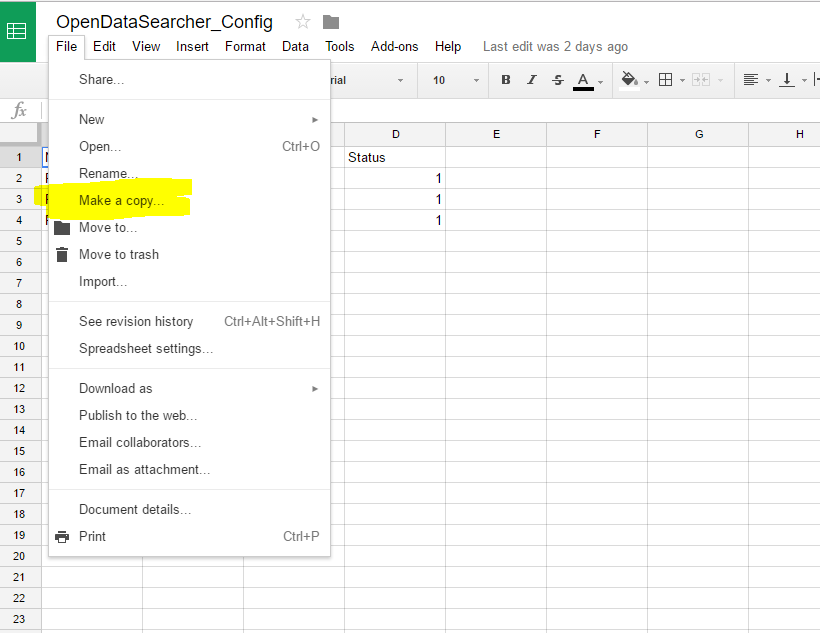 OpenDataSearcher_Config
File Edit View Insert Format Data Tools Add-ons Help Last edit was 2 days ago
10 B I S A
fx
D E F G H
Share...
New
Open... Ctrl+O
Rename...
Make a copy...
Move to...
Move to trash
Import...
See revision history Ctrl+Alt+Shift+H
Spreadsheet settings...
Download as
Publish to the web...
Email collaborators...
Email as attachment...
Document details...
Print Ctrl+P
1 Status
2 1
3 1
4 1
5
6
7
8
9
10
11
12
13
14
15
16
17
18
19
20
21
22
23